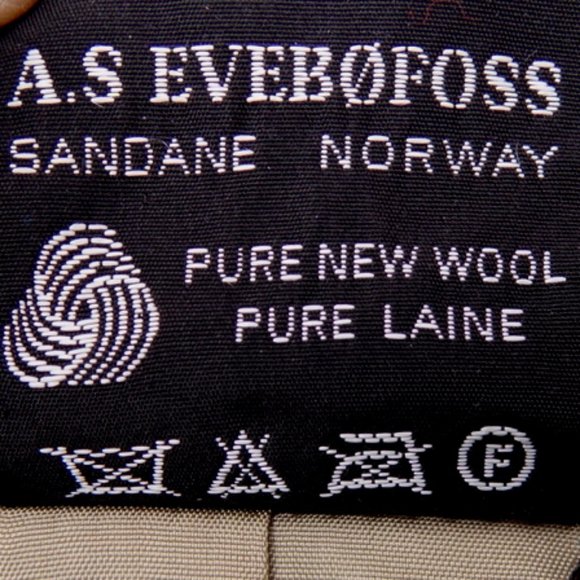 A.S EVEBØFOSS
SANDANE NORWAY
PURE NEW WOOL
PURE LAINE
F